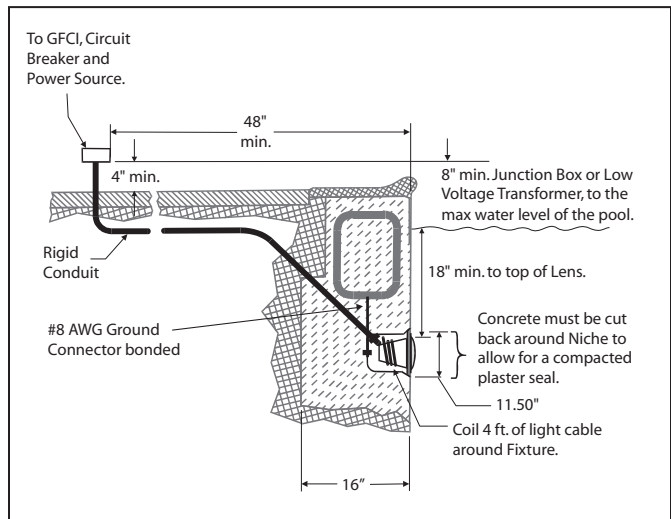 To GFCI, Circuit
Breaker and
Power Source.
48"
min.
4" min.
8" min. Junction Box or Low
Voltage Transformer, to the
max water level of the pool.
Rigid
Conduit
18" min. to top of Lens.
#8 AWG Ground
Connector bonded
Concrete must be cut
back around Niche to
allow for a compacted
plaster seal.
11.50"
Coil 4 ft. of light cable
around Fixture.
16"